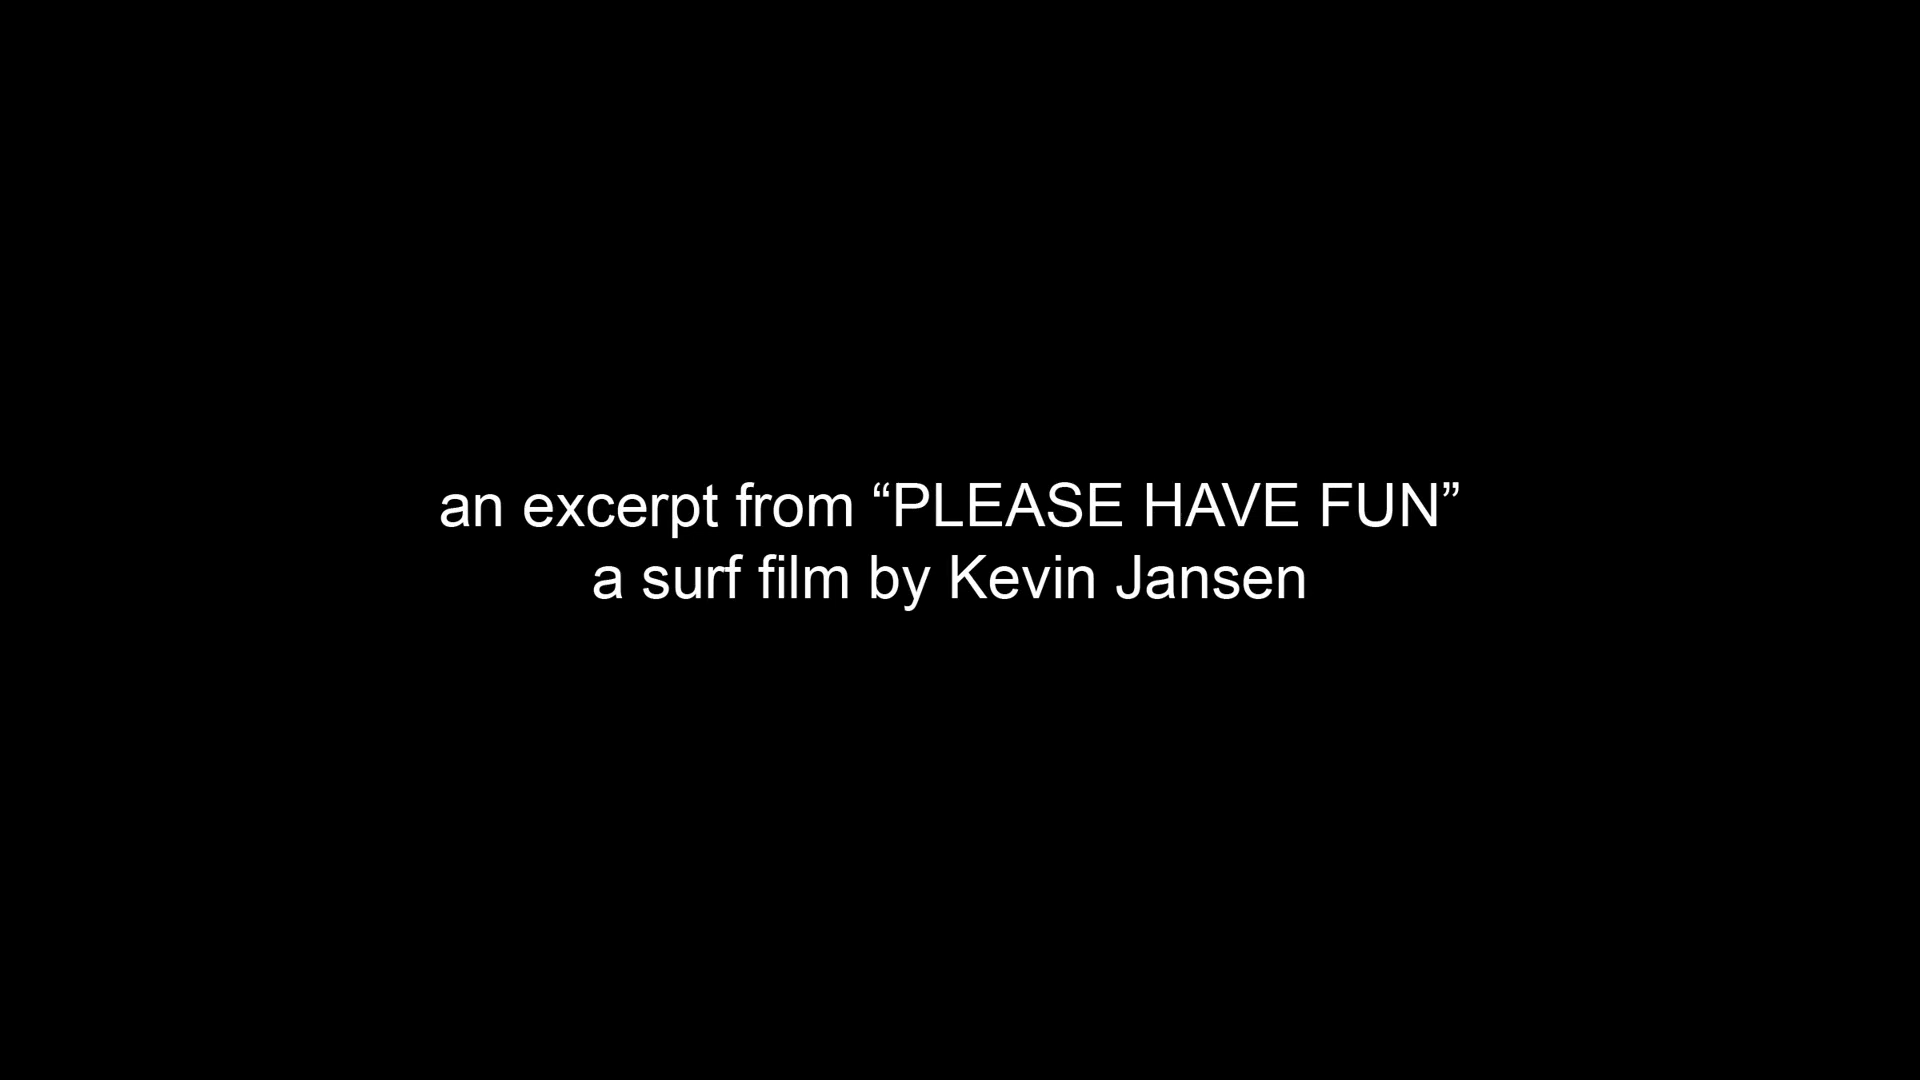 an excerpt from “PLEASE HAVE FUN”
a surf film by Kevin Jansen